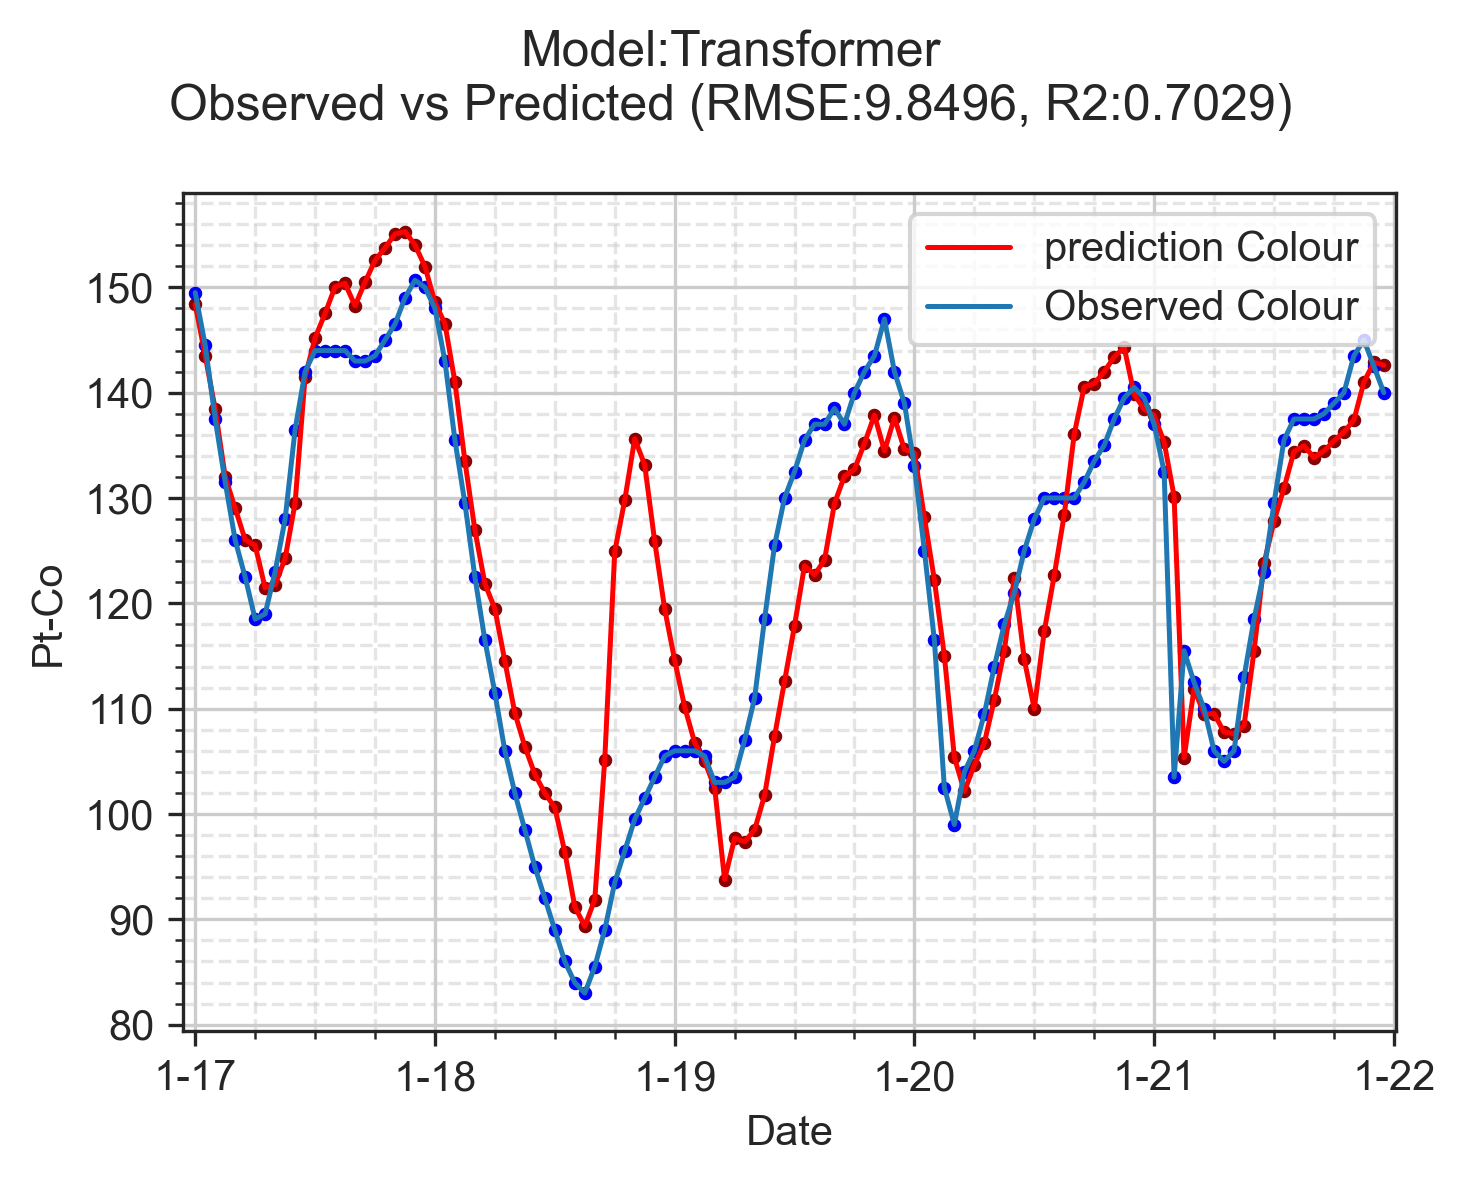 Model:Transformer
Observed vs Predicted (RMSE:9.8496, R2:0.7029)
prediction Colour
Observed Colour
150
140
130
120
110
100
90
80
Pt-Co
1-17 1-18 1-19 1-20 1-21 1-22
Date